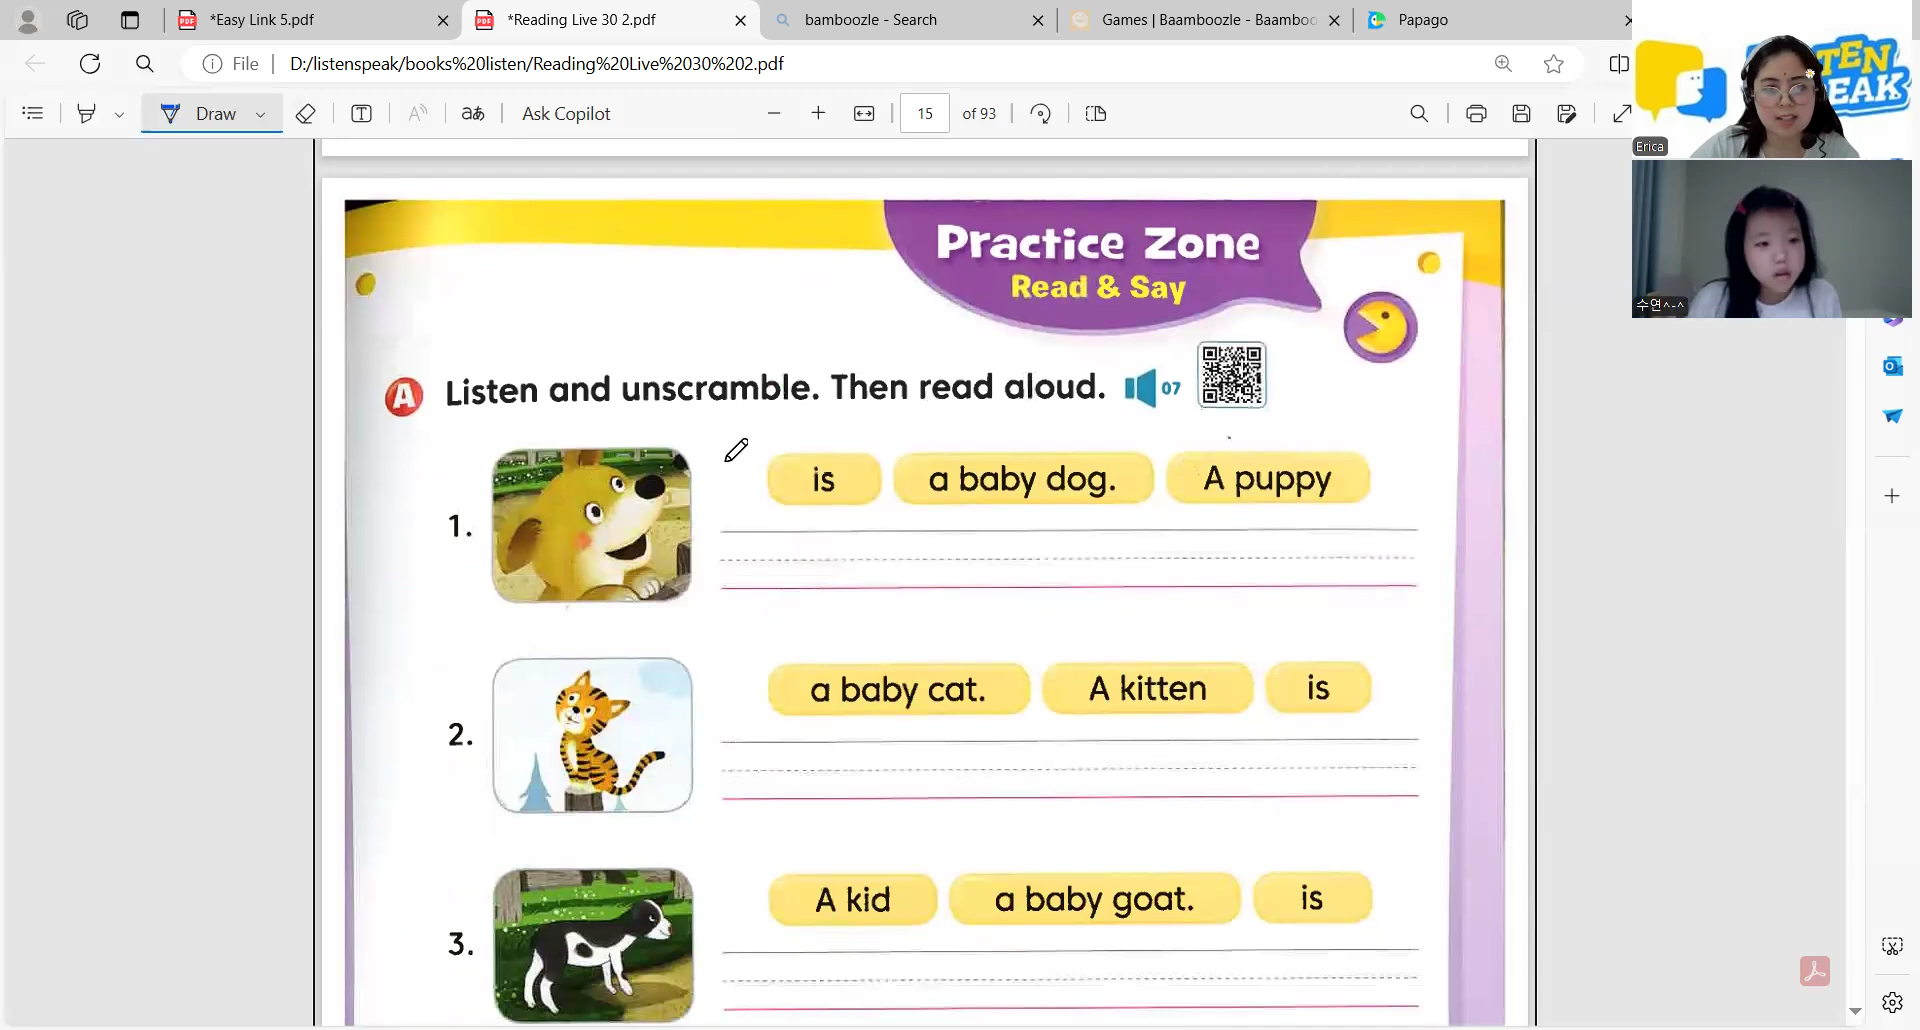 *Easy Link 5.pdf
*Reading Live 30 2.pdf
bamboozle - Search
Games | Baamboozle - Baamboo
Papago
File
D:/listenspeak/books%20listen/Reading%20Live%2030%202.pdf
Draw
Ask Copilot
15 of 93
TEN
EAK
Erica
수연^-^
Practice Zone
Read & Say
A Listen and unscramble. Then read aloud. 07
1.
is
a baby dog.
A puppy
2.
a baby cat.
A kitten
is
3.
A kid
a baby goat.
is